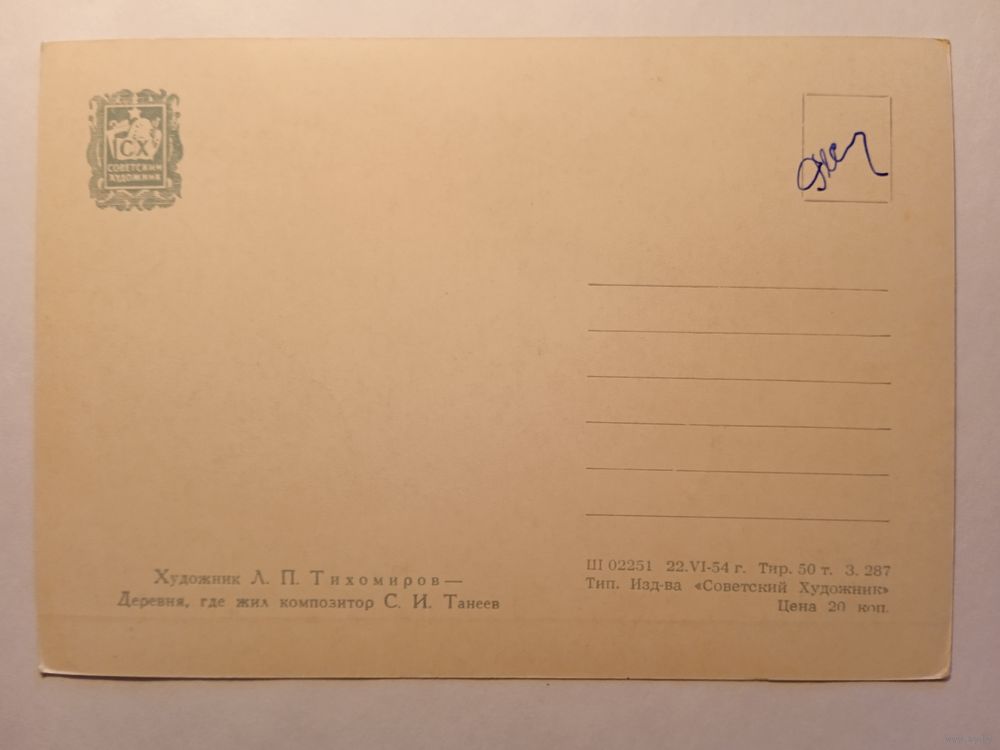 СХ
СОВЕТСКИЙ
ХУДОЖНИК
Художник Л. П. Тихомиров —
Деревня, где жил композитор С. И. Танеев
Ш 02251 22.VI-54 г. Тир. 50 т. З. 287
Тип. Изд-ва «Советский Художник»
Цена 20 коп.